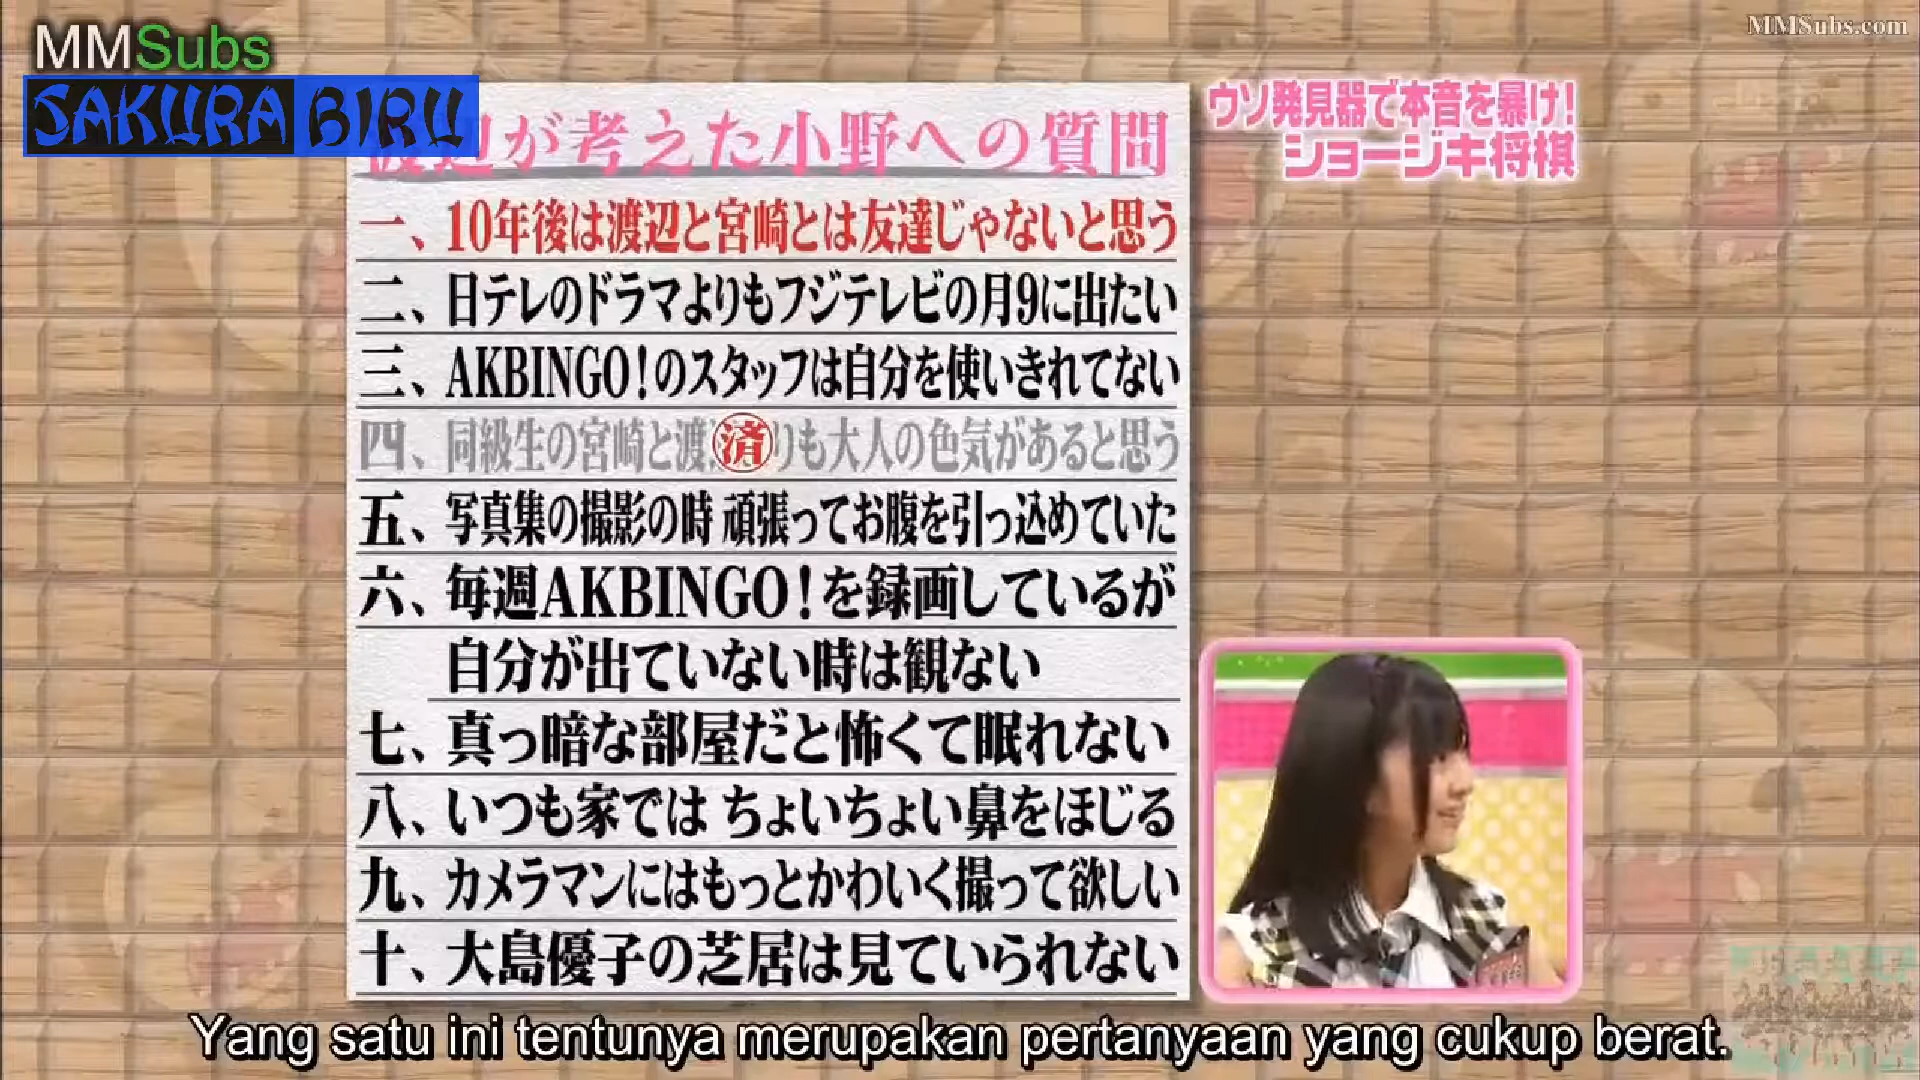 MMSubs
MMSubs.com
SAKURA BIRU
ウソ発見器で本音を暴け!
ショージキ将棋
が考えた小野への質問
一、10年後は渡辺と宮崎とは友達じゃないと思う
二、日テレのドラマよりもフジテレビの月9に出たい
三、AKBINGO!のスタッフは自分を使いきれてない
四、同級生の宮崎と渡 済 りも大人の色気があると思う
五、写真集の撮影の時 頑張ってお腹を引っ込めていた
六、毎週AKBINGO!を録画しているが
自分が出ていない時は観ない
七、真っ暗な部屋だと怖くて眠れない
八、いつも家では ちょいちょい鼻をほじる
九、カメラマンにはもっとかわいく撮って欲しい
十、大島優子の芝居は見ていられない
Yang satu ini tentunya merupakan pertanyaan yang cukup berat.